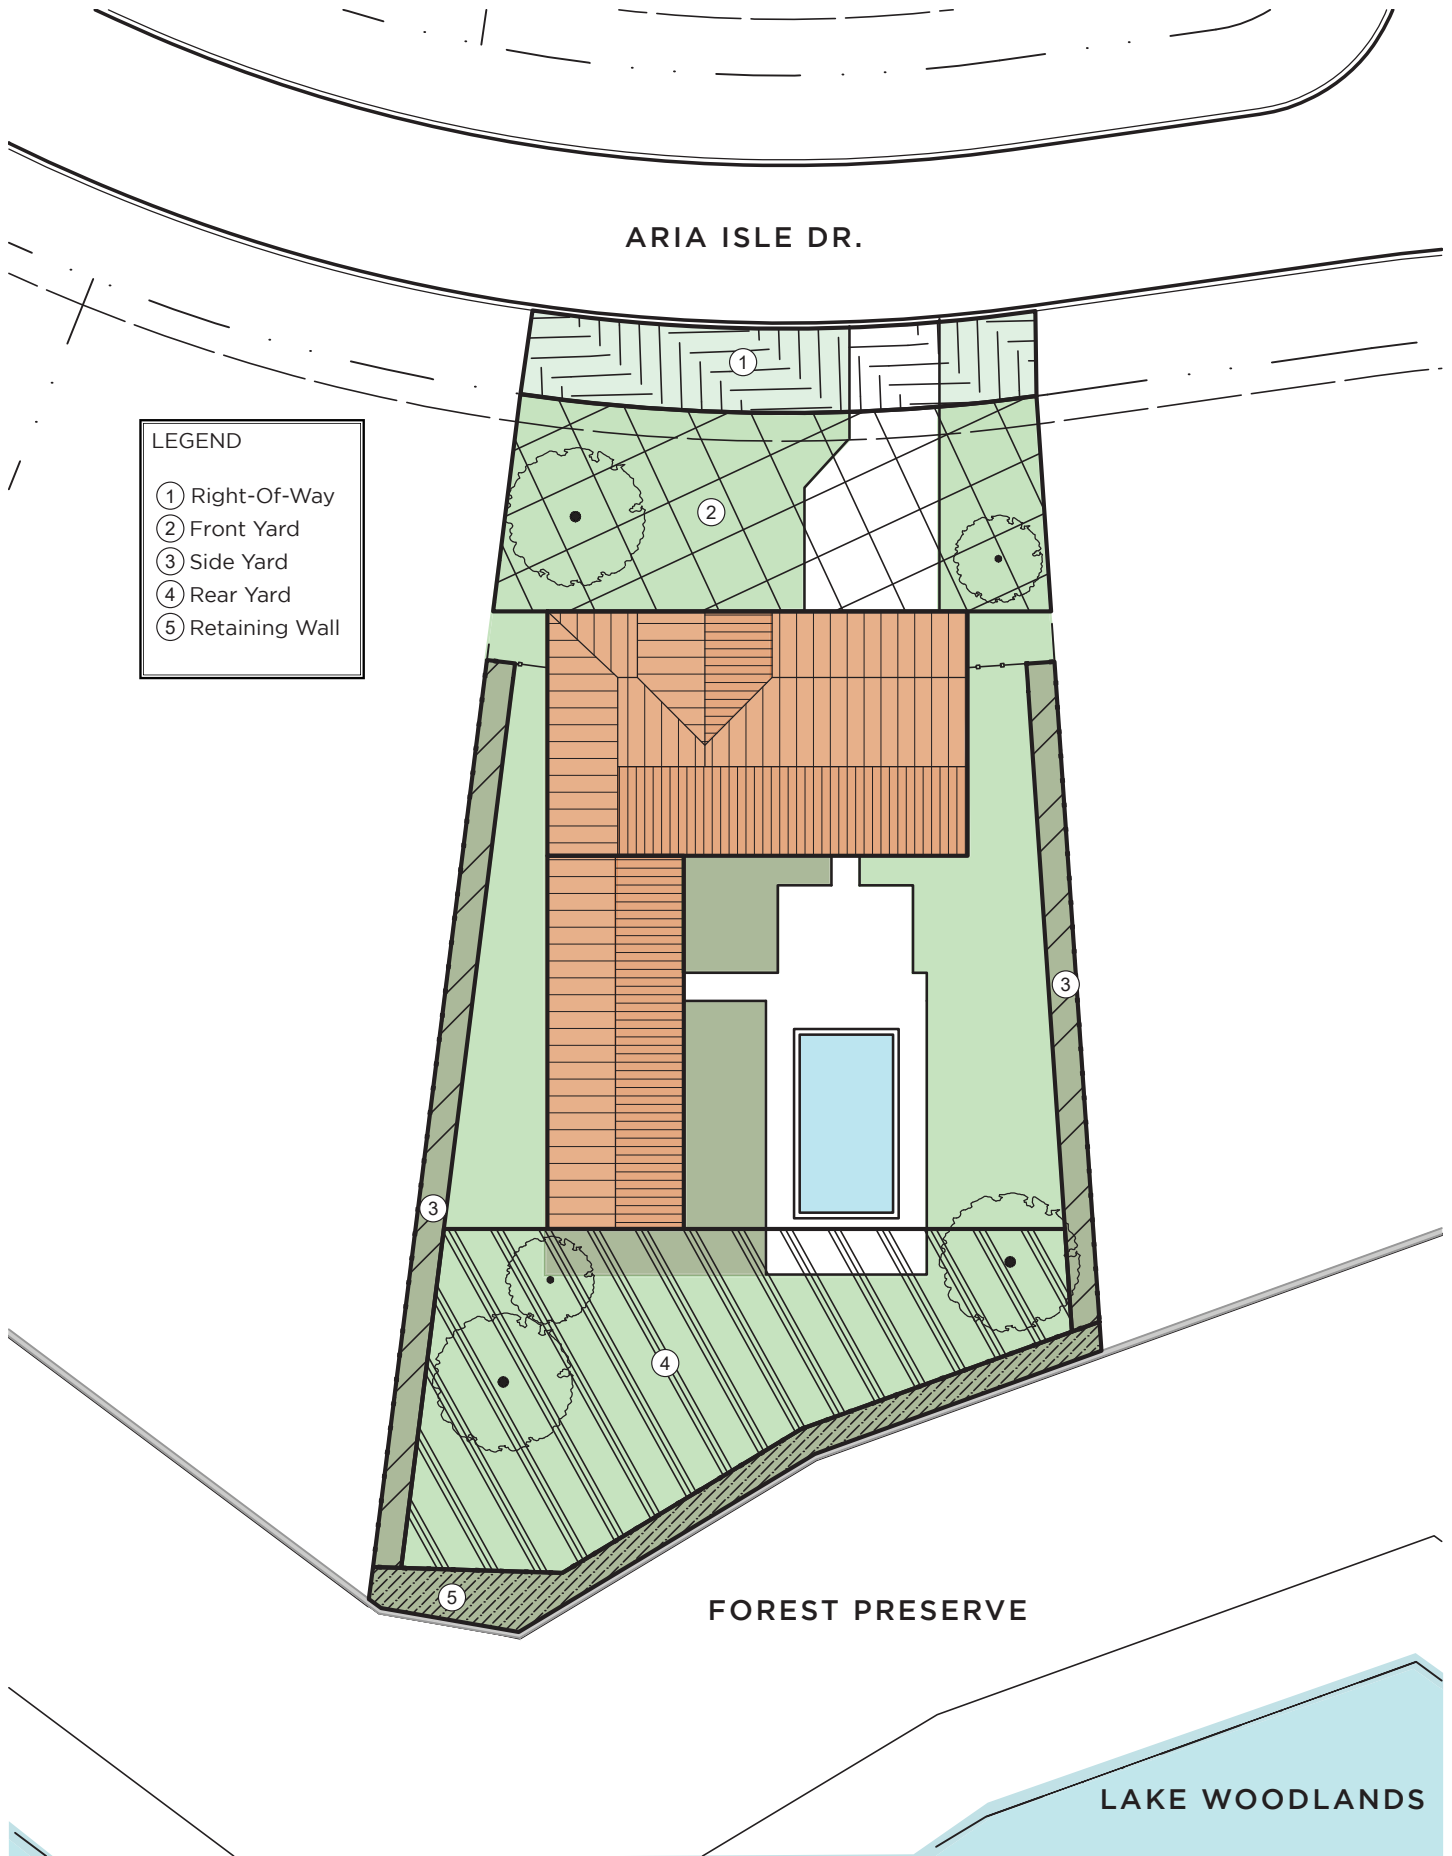 ARIA ISLE DR.
1
LEGEND
1 Right-Of-Way
2 Front Yard
3 Side Yard
4 Rear Yard
5 Retaining Wall
2
3
3
4
5
FOREST PRESERVE
LAKE WOODLANDS